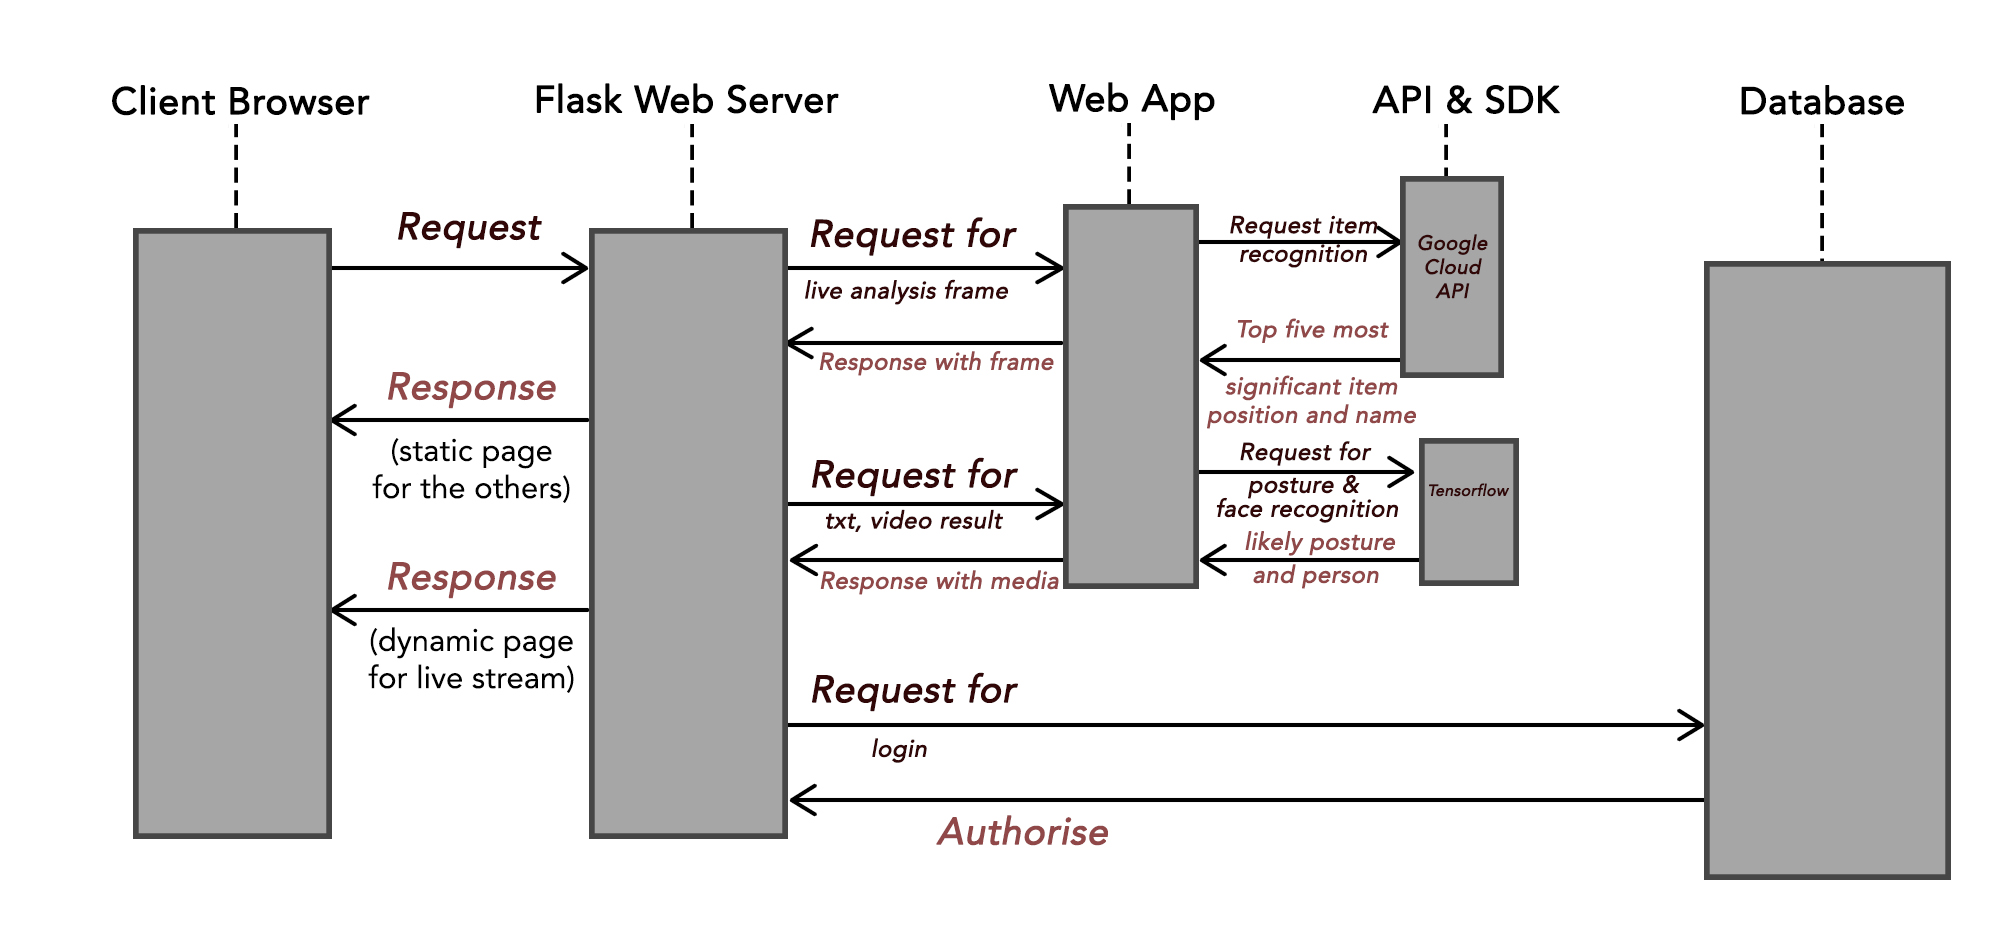 Client Browser
Flask Web Server
Web App
API & SDK
Database
Request
Response
(static page
for the others)
Response
(dynamic page
for live stream)
Request for
live analysis frame
Response with frame
Request for
txt, video result
Response with media
Request for
login
Authorise
Request item
recognition
Top five most
significant item
position and name
Request for
posture &
face recognition
likely posture
and person
Google
Cloud
API
Tensorflow